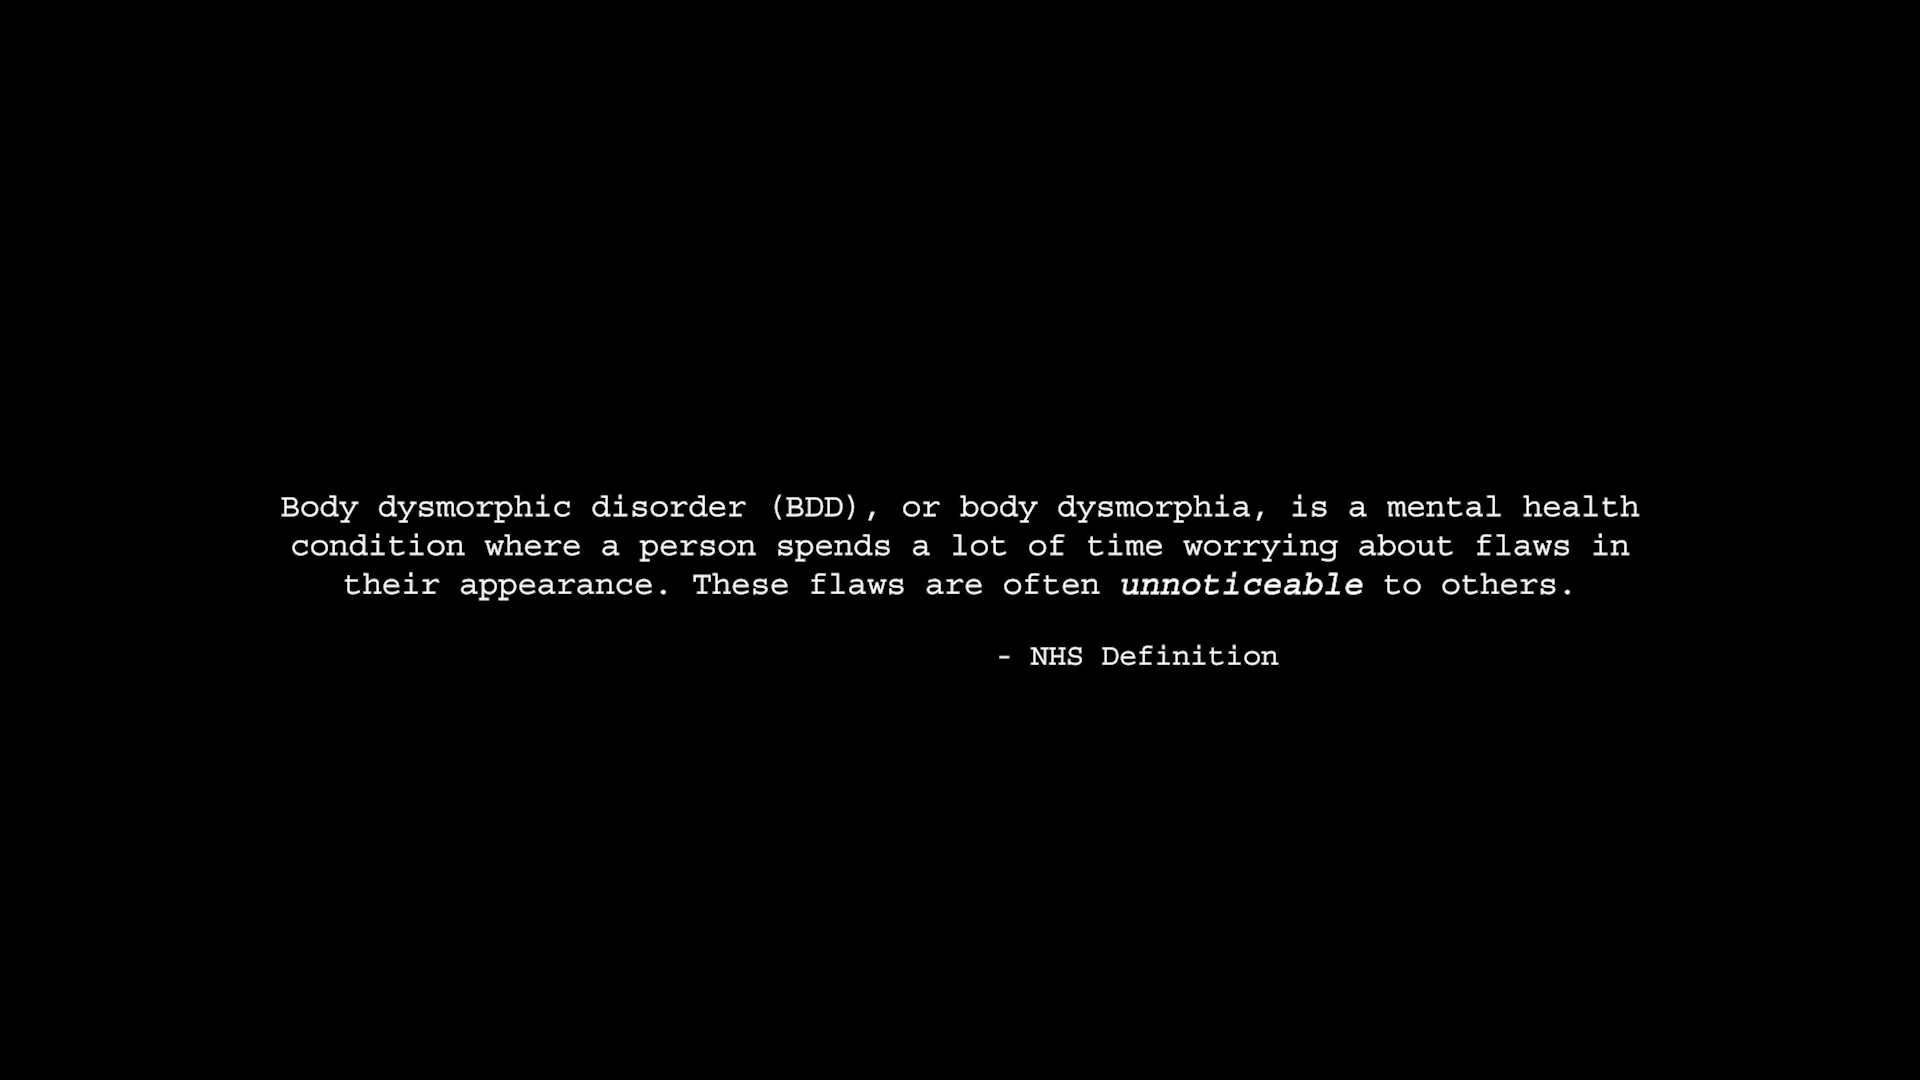 Body dysmorphic disorder (BDD), or body dysmorphia, is a mental health
condition where a person spends a lot of time worrying about flaws in
their appearance. These flaws are often unnoticeable to others.
- NHS Definition